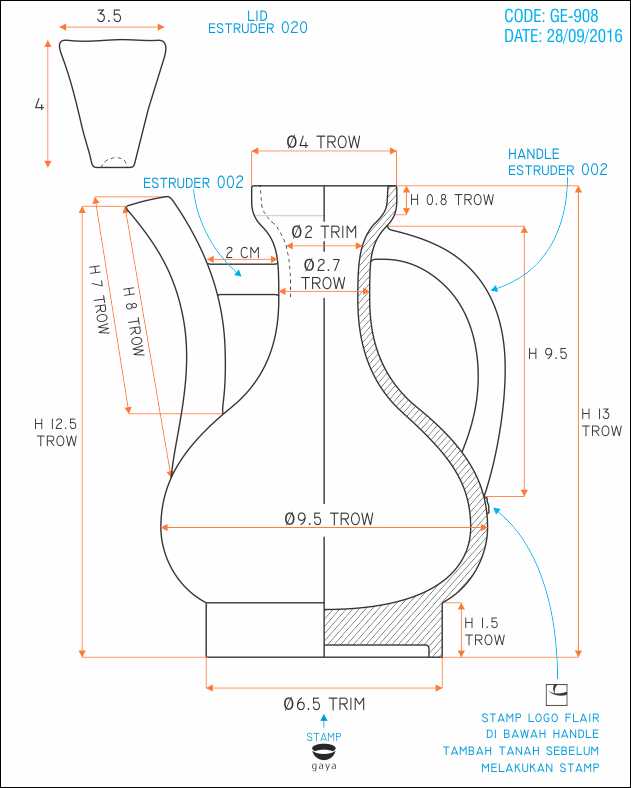 3.5
LID
ESTRUDER 020
CODE: GE-908
DATE: 28/09/2016
4
Ø4 TROW
HANDLE
ESTRUDER 002
ESTRUDER 002
H 0.8 TROW
Ø2 TRIM
2 CM
Ø2.7
TROW
H 7 TROW
H 8 TROW
H 9.5
H 12.5
TROW
H 13
TROW
Ø9.5 TROW
H 1.5
TROW
Ø6.5 TRIM
STAMP
gaya
STAMP LOGO FLAIR
DI BAWAH HANDLE
TAMBAH TANAH SEBELUM
MELAKUKAN STAMP